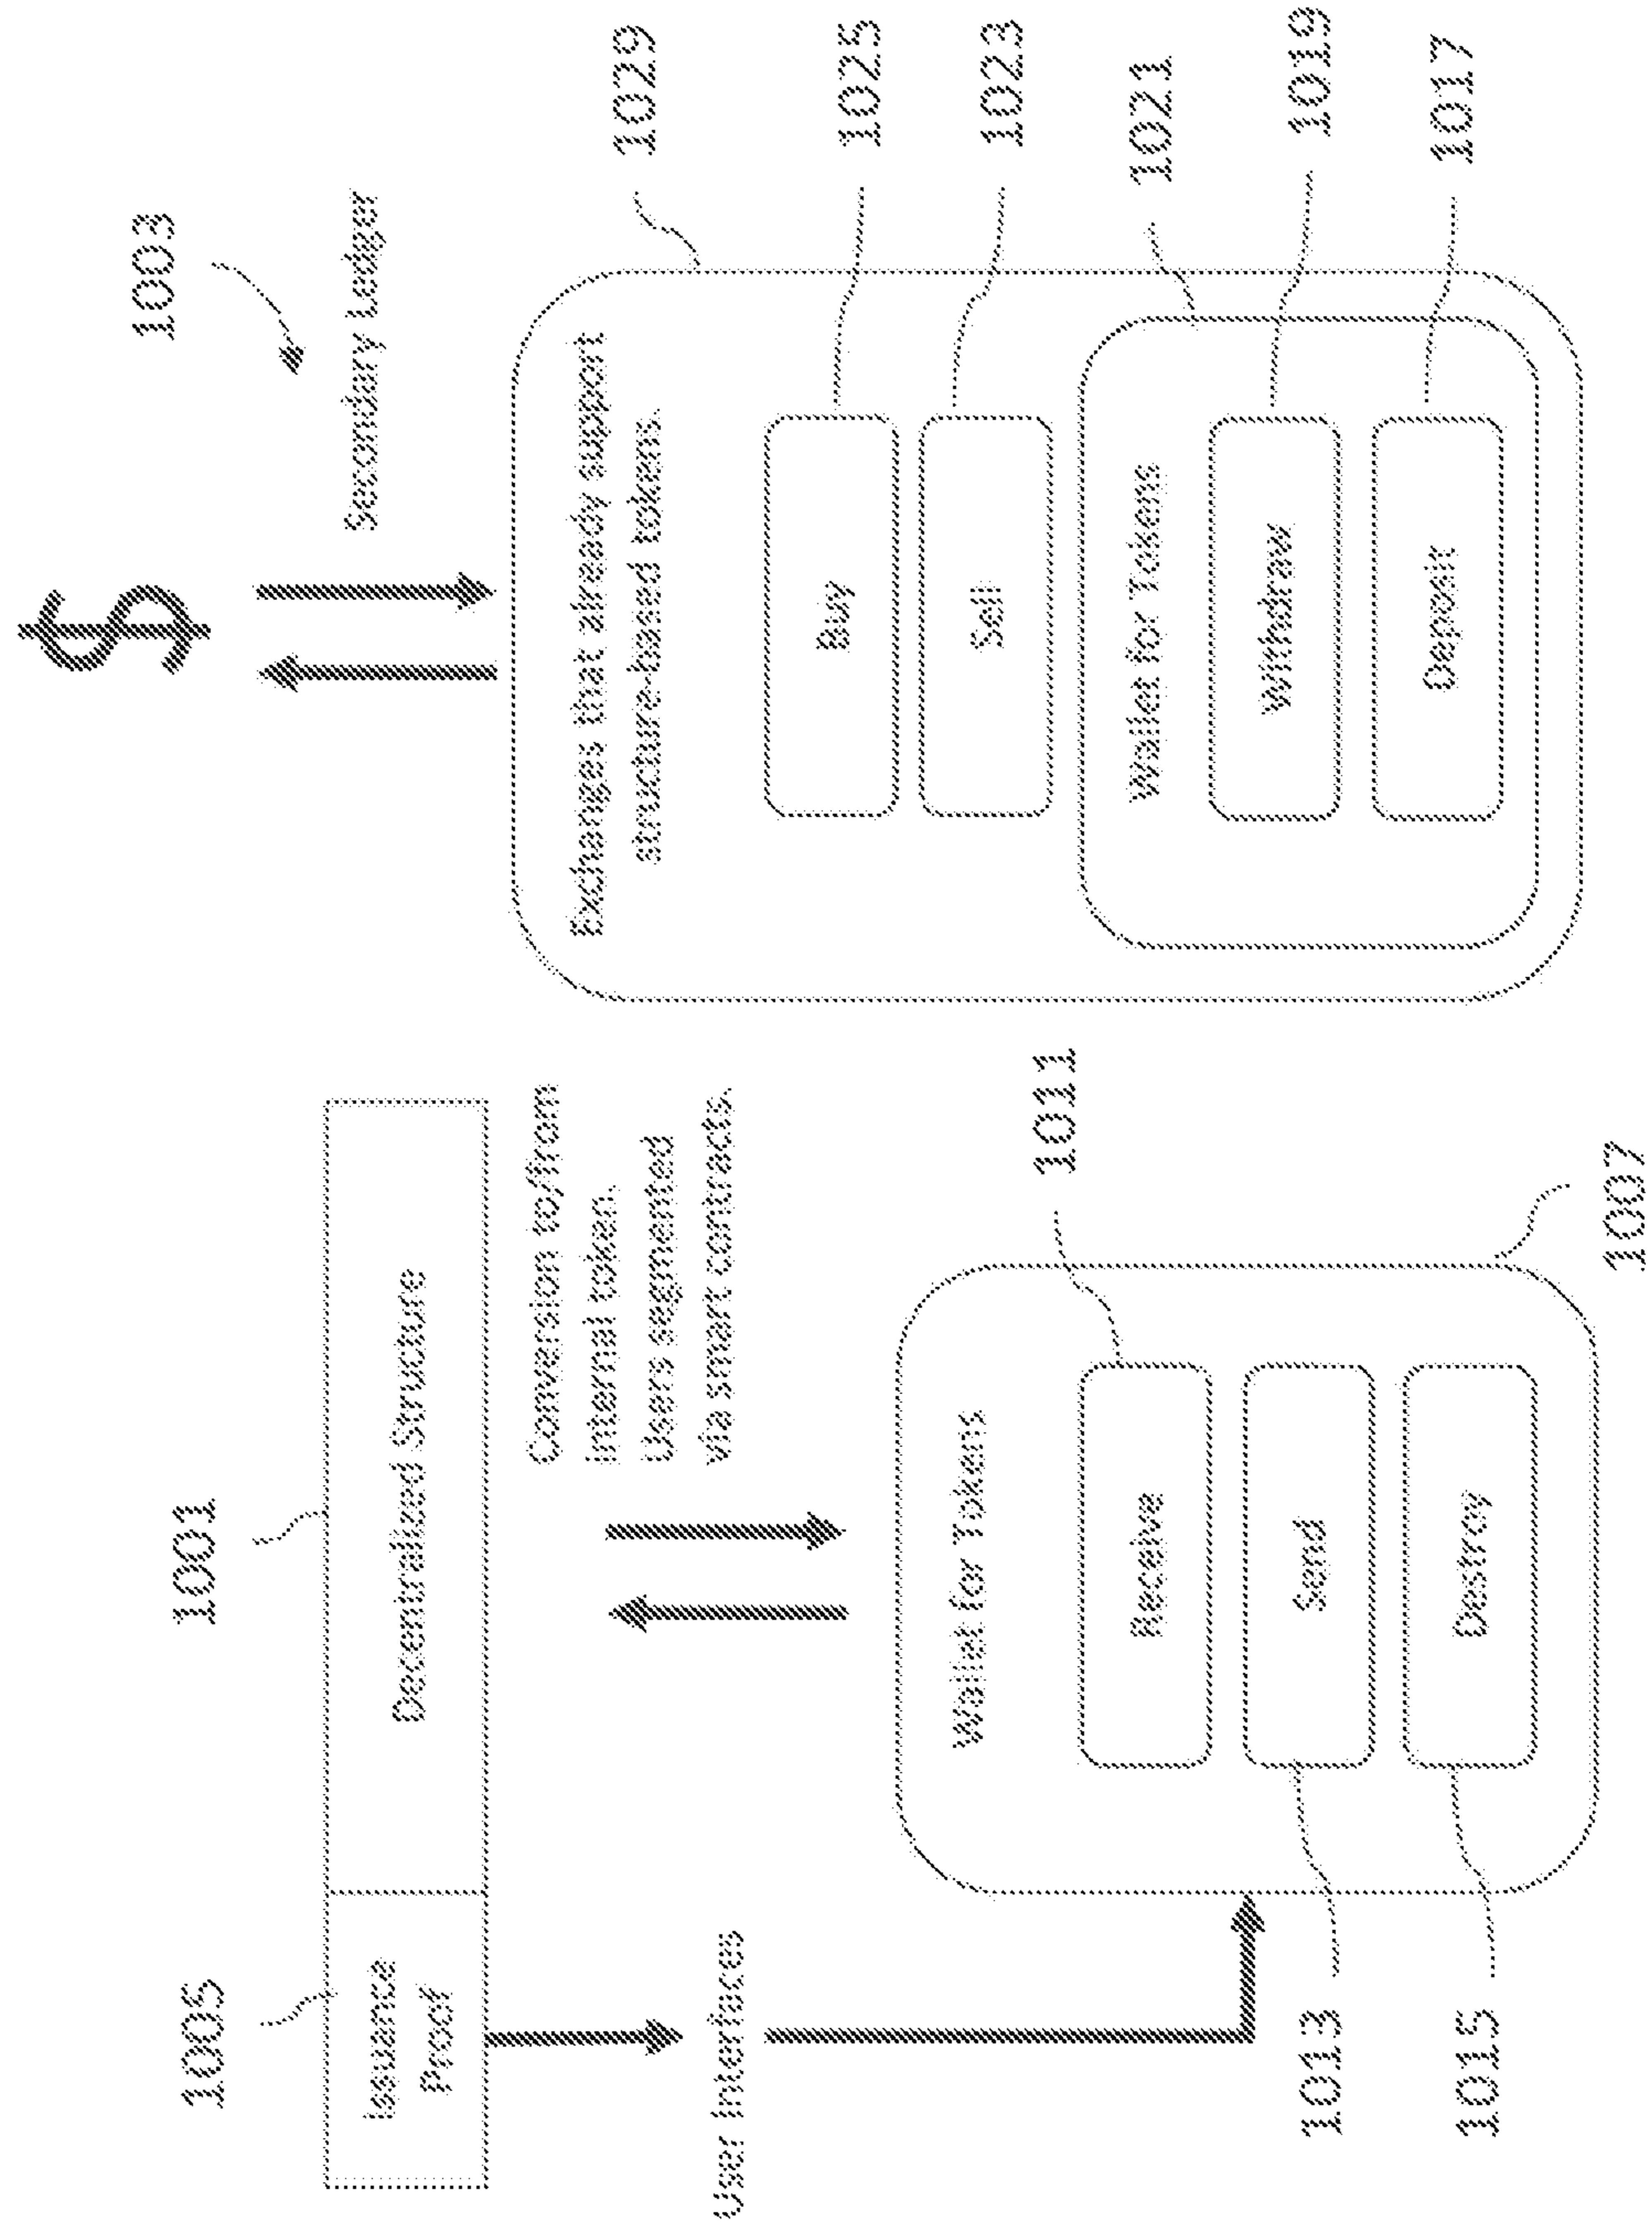 1005
1001
Issuance
Proof
Decentralized Structure
User Interfaces
Conversion to/from
internal token.
Users segmented
via smart contracts.
Wallet for Tokens
1011
Receive
Send
Destroy
1013
1015
1007
$
1003
Secondary Ledger
1029
Exchanges that already support
structure-based tokens.
Buy
1025
Sell
1023
1021
Wallet for Tokens
Withdraw
1019
Deposit
1017